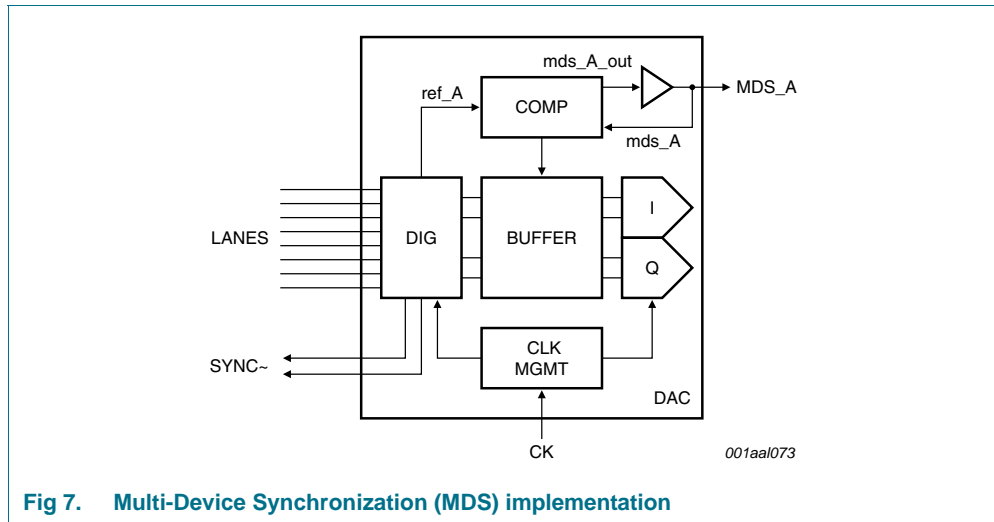 mds_A_out
MDS_A
ref_A
COMP
mds_A
LANES
DIG
BUFFER
I
Q
SYNC~
CLK
MGMT
DAC
CK
001aal073
Fig 7. Multi-Device Synchronization (MDS) implementation